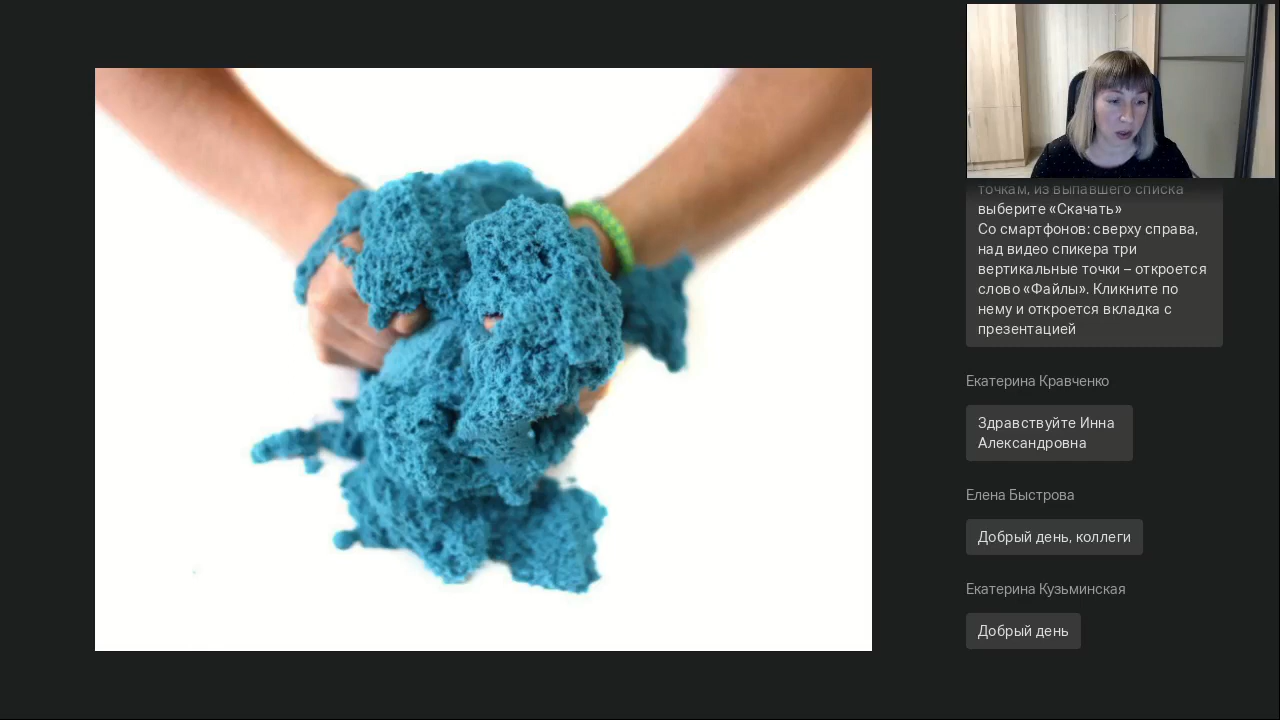 точкам, из выпавшего списка
выберите «Скачать»
Со смартфонов: сверху справа,
над видео спикера три
вертикальные точки – откроется
слово «Файлы». Кликните по
нему и откроется вкладка с
презентацией
Екатерина Кравченко
Здравствуйте Инна
Александровна
Елена Быстрова
Добрый день, коллеги
Екатерина Кузьминская
Добрый день